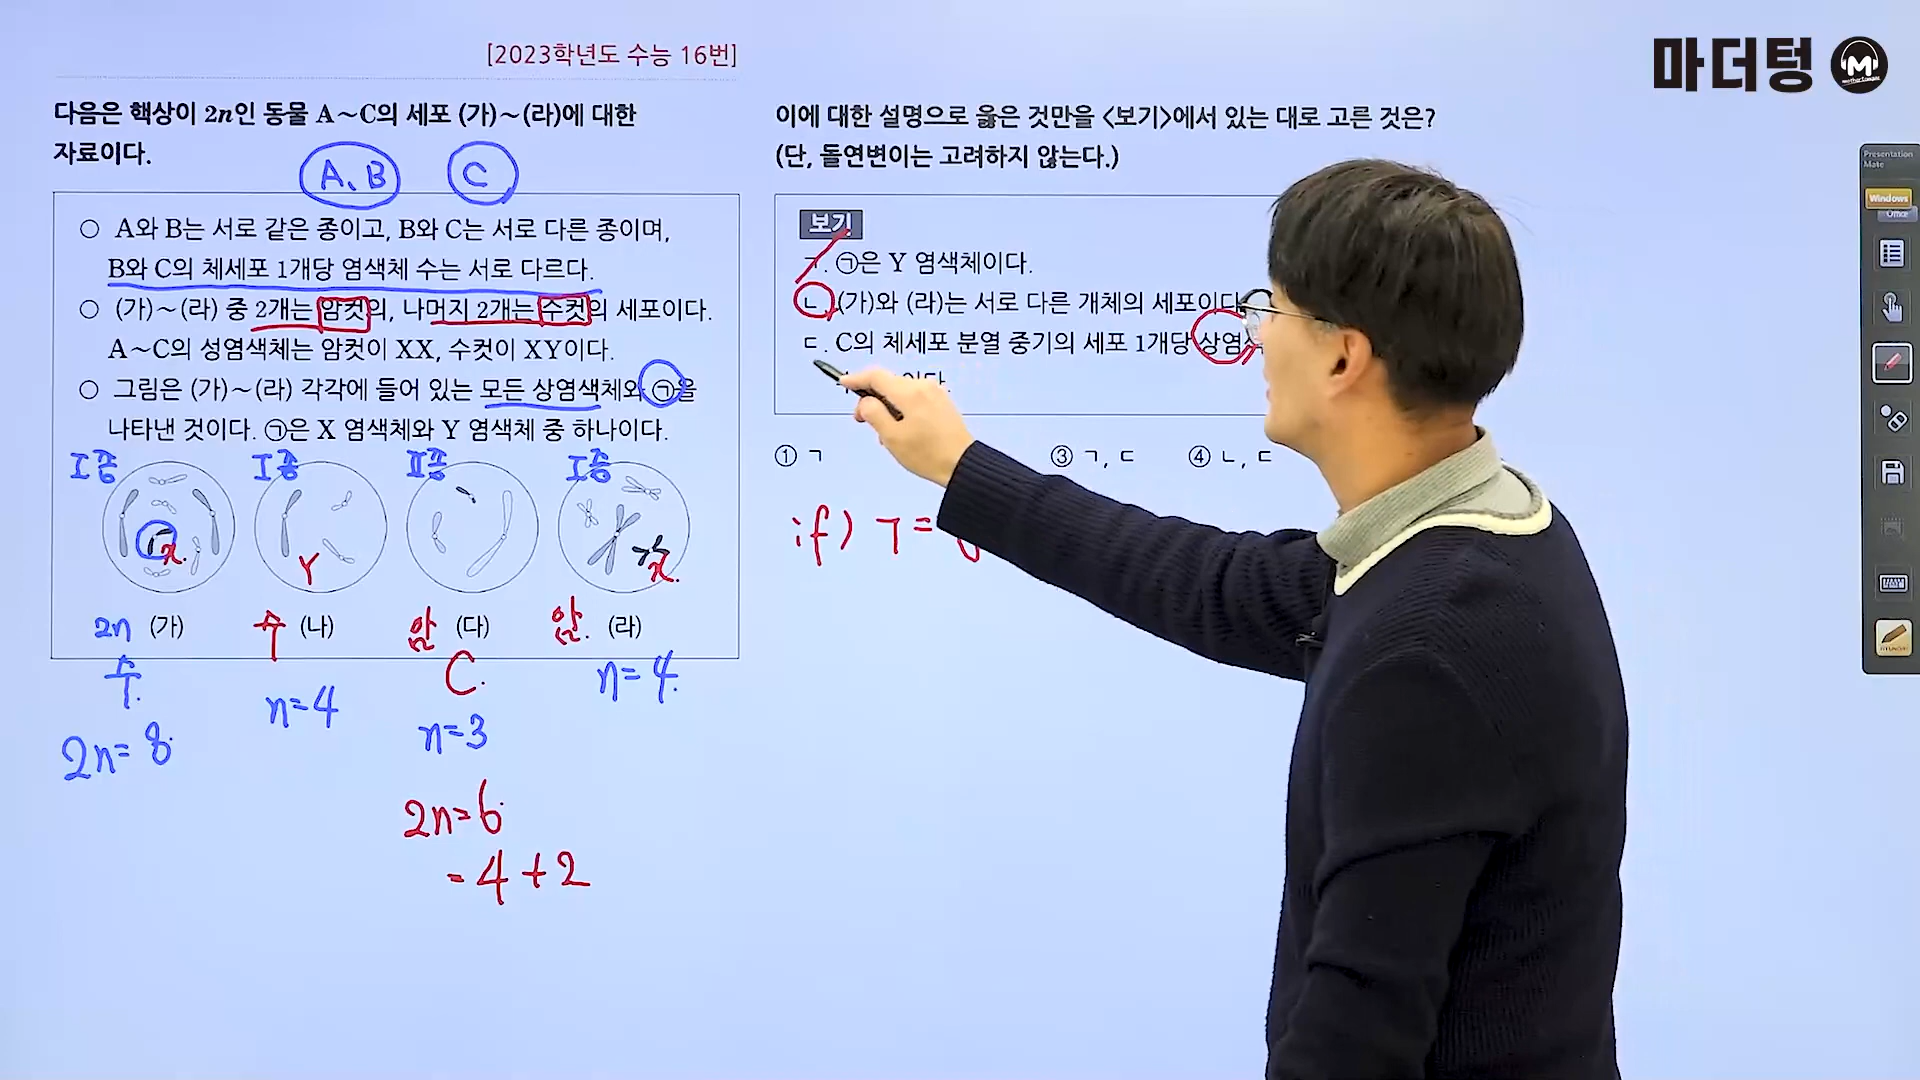 [2023학년도 수능 16번]
마더텅
다음은 핵상이 2n인 동물 A~C의 세포 (가)~(라)에 대한
자료이다.
A、B
C
○ A와 B는 서로 같은 종이고, B와 C는 서로 다른 종이며,
B와 C의 체세포 1개당 염색체 수는 서로 다르다.
○ (가)~(라) 중 2개는 암컷의, 나머지 2개는 수컷의 세포이다.
A~C의 성염색체는 암컷이 XX, 수컷이 XY이다.
○ 그림은 (가)~(라) 각각에 들어 있는 모든 상염색체와 ㉠을
나타낸 것이다. ㉠은 X 염색체와 Y 염색체 중 하나이다.
I종 I종 II종 I종
x. Y x.
2n (가) 수 (나) 암 (다) 암. (라)
수. C. n=4.
n=4
n=3
2n=8
2n=6
=4+2
이에 대한 설명으로 옳은 것만을 <보기>에서 있는 대로 고른 것은?
(단, 돌연변이는 고려하지 않는다.)
보기
ㄱ. ㉠은 Y 염색체이다.
ㄴ. (가)와 (라)는 서로 다른 개체의 세포이다
ㄷ. C의 체세포 분열 중기의 세포 1개당 상염
이다.
① ㄱ ③ ㄱ, ㄷ ④ ㄴ, ㄷ
if) ㄱ=
Presentation
Mate
Windows
Office